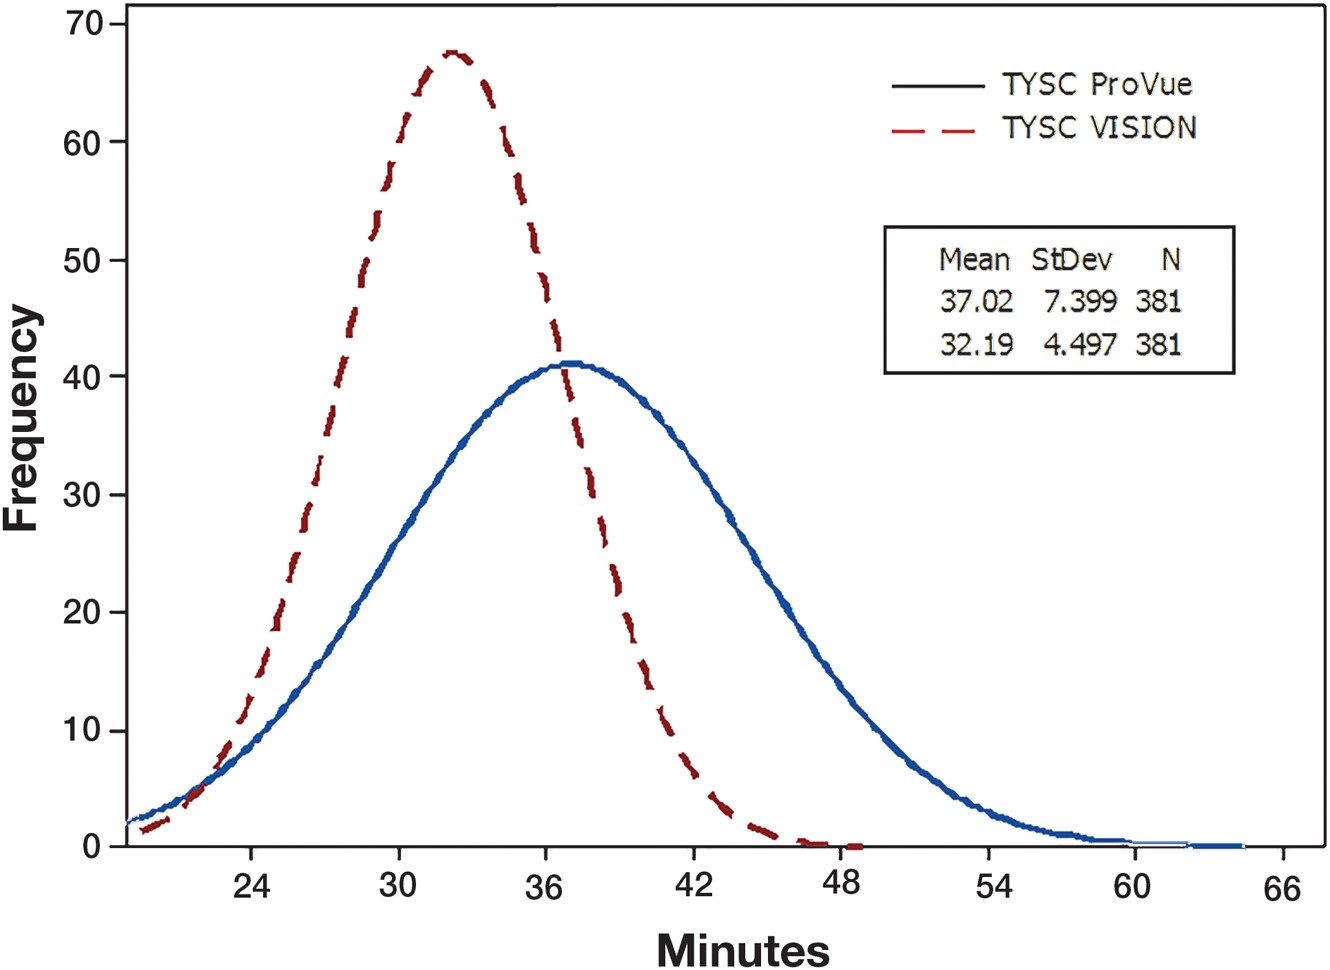 70
60
50
40
30
20
10
0
Frequency
TYSC ProVue
TYSC VISION
Mean StDev N
37.02 7.399 381
32.19 4.497 381
24 30 36 42 48 54 60 66
Minutes